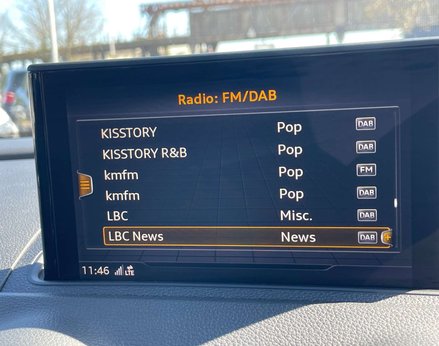 Radio: FM/DAB
KISSTORY Pop DAB
KISSTORY R&B Pop DAB
kmfm Pop FM
kmfm Pop DAB
LBC Misc. DAB
LBC News News DAB
11:46 LTE